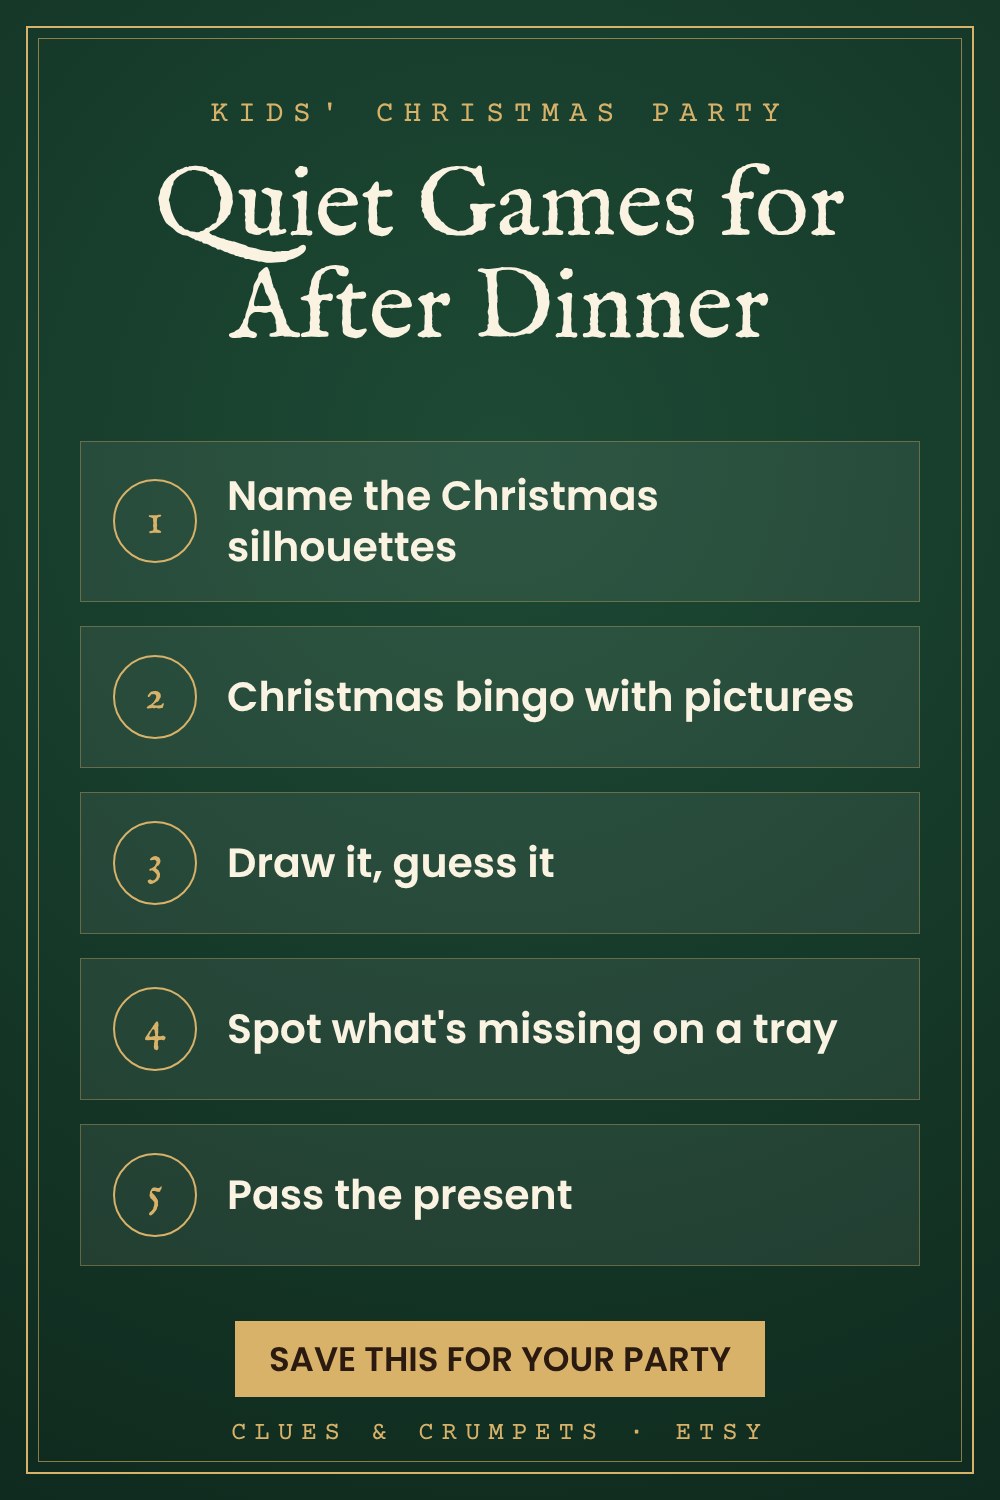 KIDS' CHRISTMAS PARTY
Quiet Games for
After Dinner
1
Name the Christmas
silhouettes
2
Christmas bingo with pictures
3
Draw it, guess it
4
Spot what's missing on a tray
5
Pass the present
SAVE THIS FOR YOUR PARTY
CLUES & CRUMPETS · ETSY